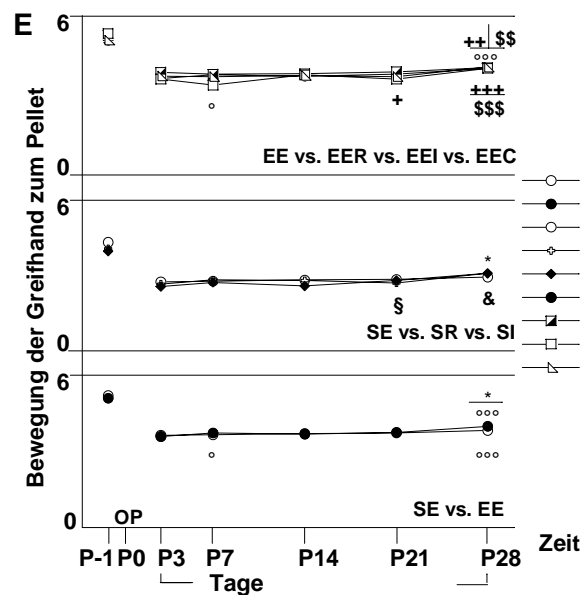 E
Bewegung der Greifhand zum Pellet
6
++ $$
°°°
° + +++
$$$
EE vs. EER vs. EEI vs. EEC
0
6
*
§ &
SE vs. SR vs. SI
0
6
*
°°°
° °°°
SE vs. EE
0
OP
P-1 P0 P3 P7 P14 P21 P28 Zeit
Tage